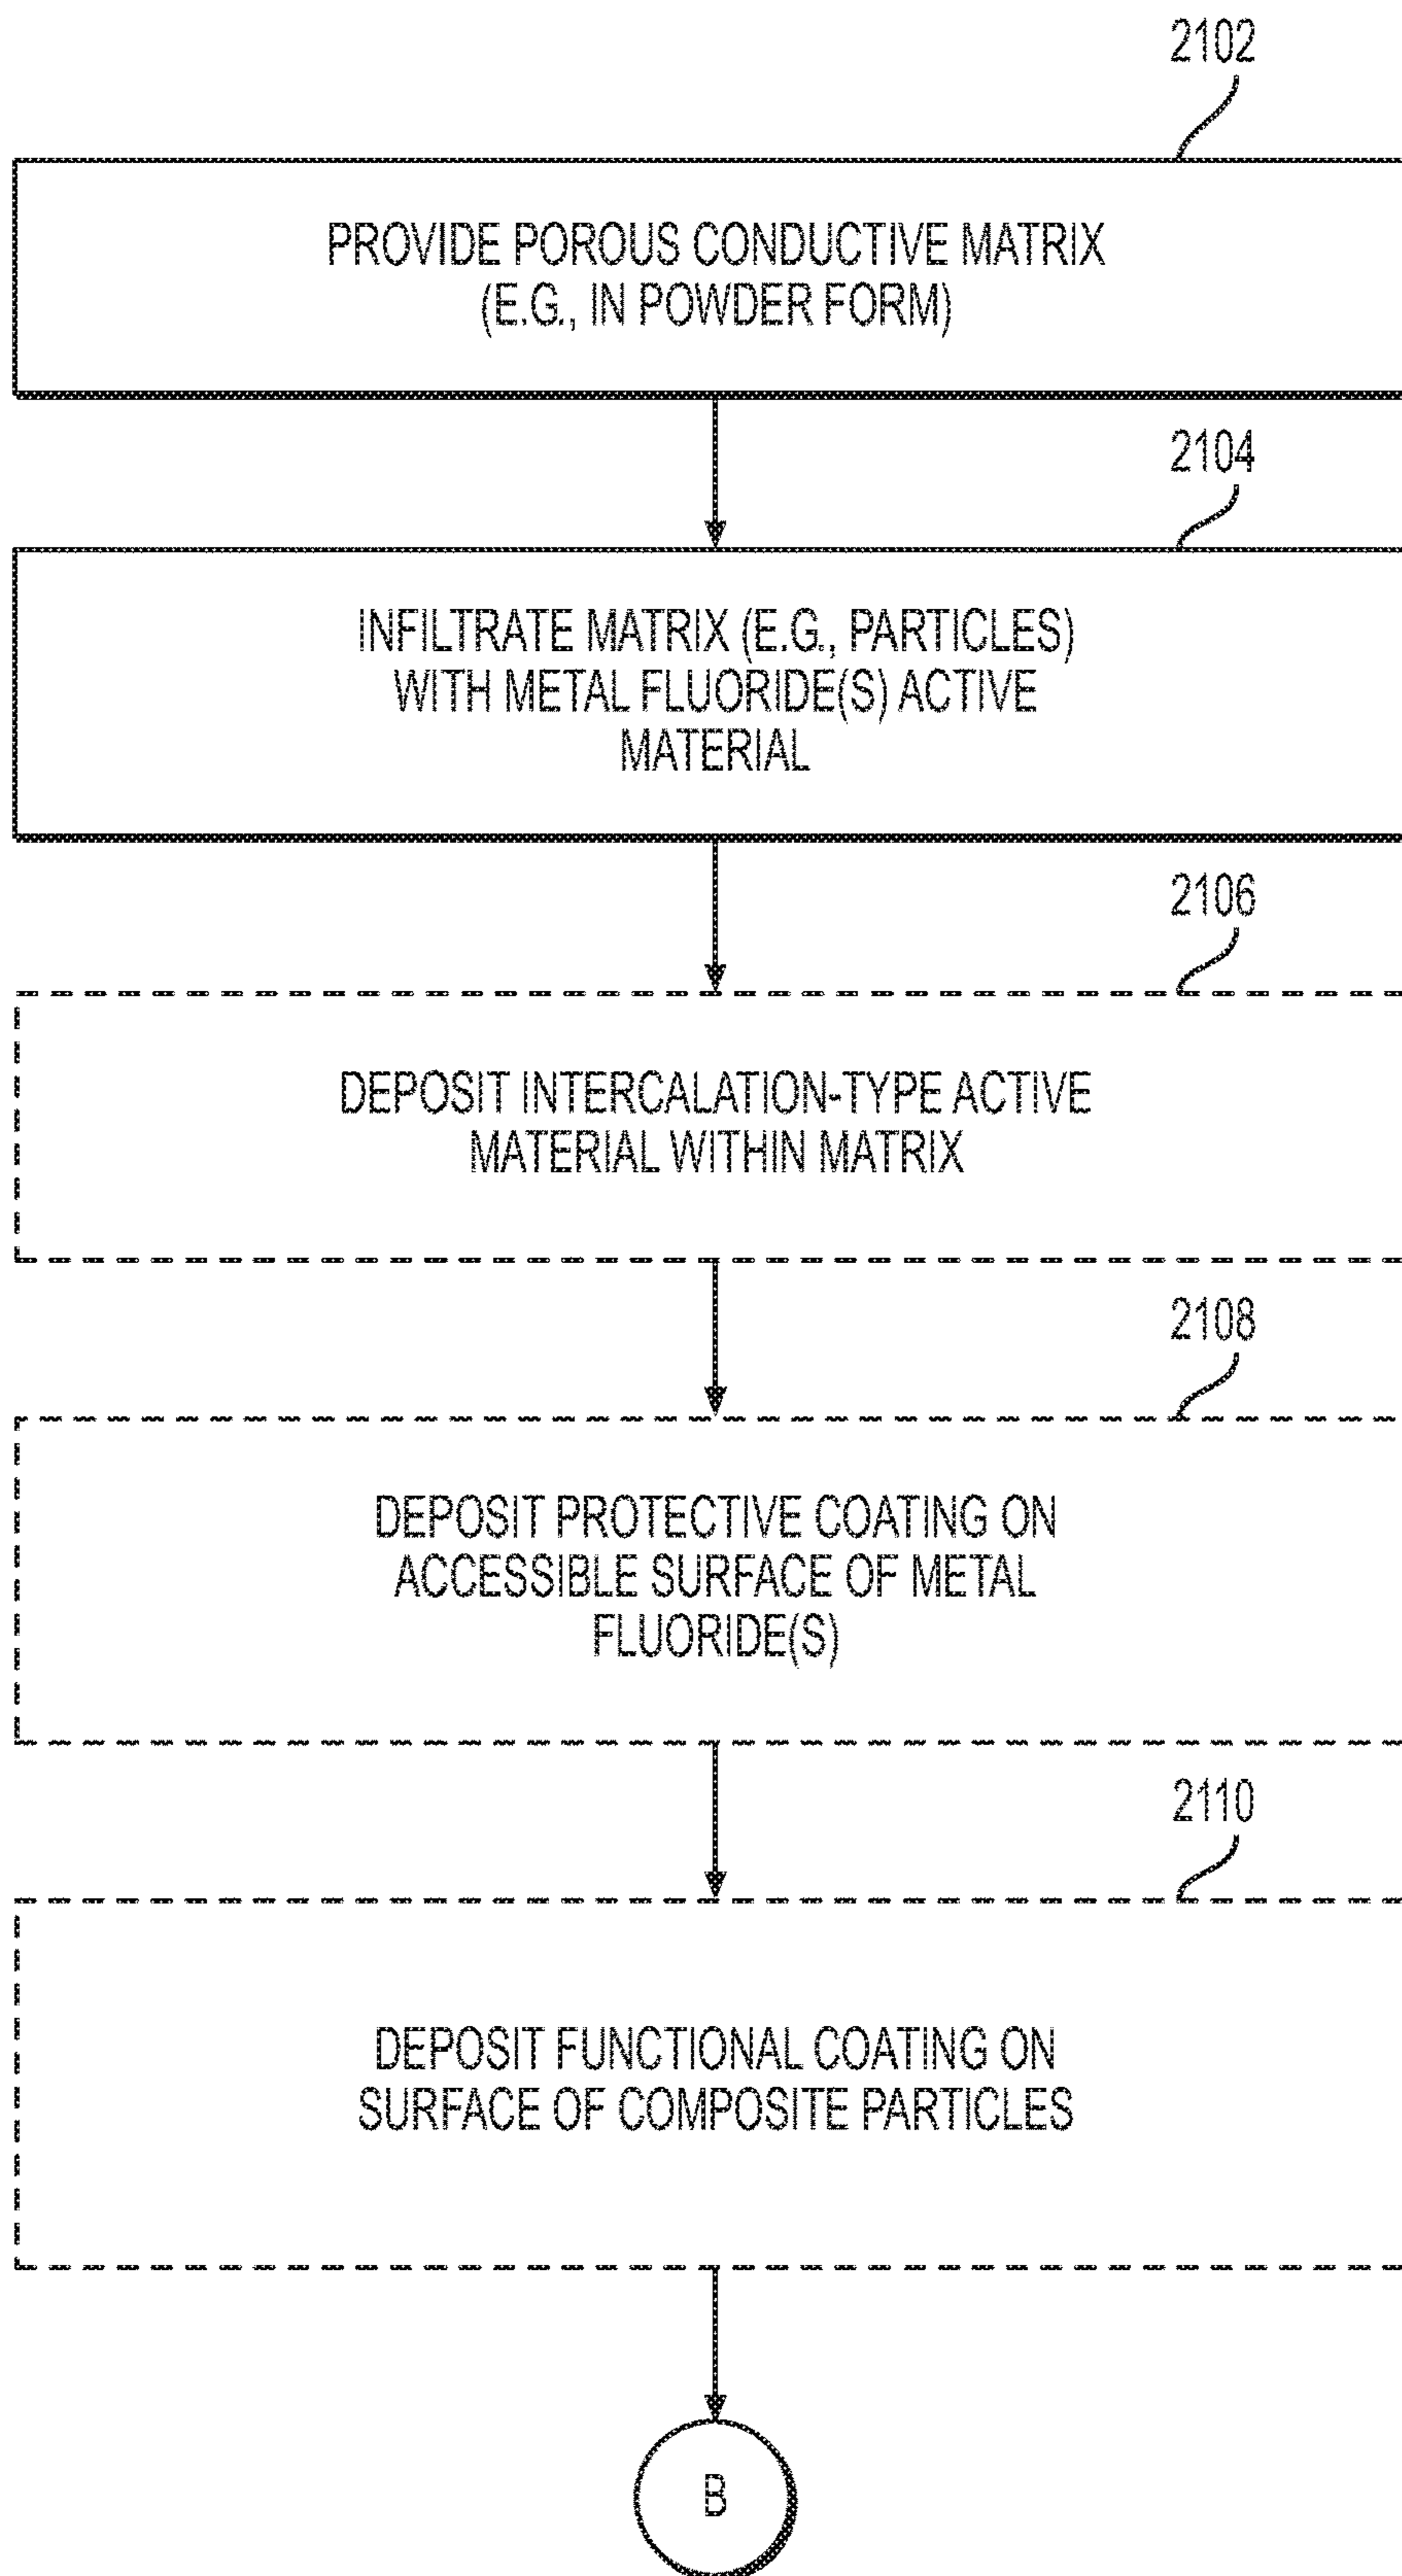 2102
PROVIDE POROUS CONDUCTIVE MATRIX
(E.G., IN POWDER FORM)
2104
INFILTRATE MATRIX (E.G., PARTICLES)
WITH METAL FLUORIDE(S) ACTIVE
MATERIAL
2106
DEPOSIT INTERCALATION-TYPE ACTIVE
MATERIAL WITHIN MATRIX
2108
DEPOSIT PROTECTIVE COATING ON
ACCESSIBLE SURFACE OF METAL
FLUORIDE(S)
2110
DEPOSIT FUNCTIONAL COATING ON
SURFACE OF COMPOSITE PARTICLES
B